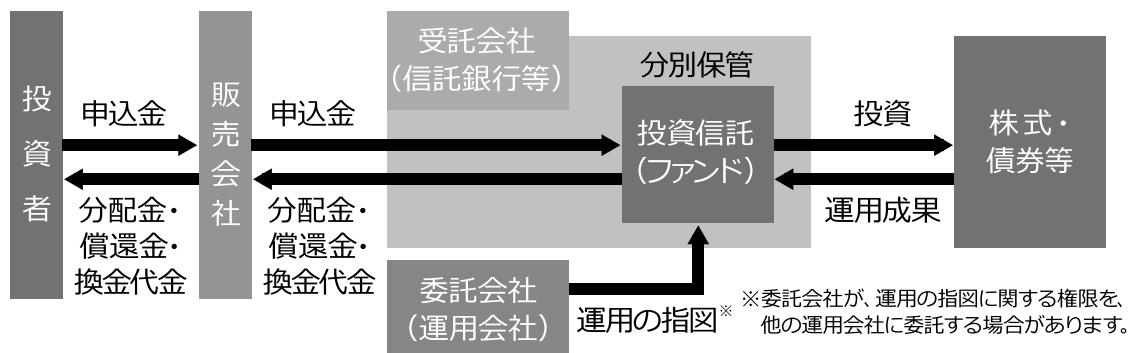 投資者
申込金
分配金・
償還金・
換金代金
販売会社
申込金
分配金・
償還金・
換金代金
受託会社
（信託銀行等）
分別保管
投資信託
（ファンド）
委託会社
（運用会社）
運用の指図※
投資
運用成果
株式・
債券等
※委託会社が、運用の指図に関する権限を、
他の運用会社に委託する場合があります。